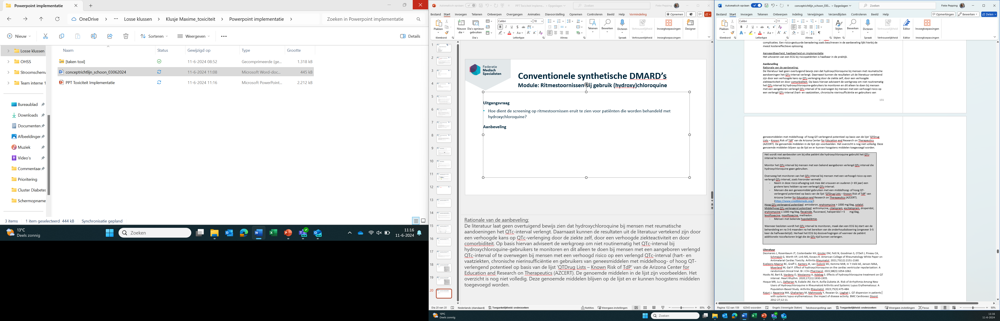 Powerpoint implementatie
OneDrive > ... Losse klussen > Klusje Maxime_toxiciteit > Powerpoint implementatie >
Zoeken in Powerpoint implementatie
Nieuw
Sorteren
Weergeven
Details
Naam Status Gewijzigd op Type Grootte
Losse klussen
OHSS
Stroomschema
Team interne 1
[taken toxi] 11-6-2024 08:52 Gecomprimeerde (ge... 1.318 kB
conceptrichtlijn_schoon_03062024 11-6-2024 11:08 Microsoft Word-doc... 445 kB
PPT Toxiciteit Implementatie 11-6-2024 11:16 Microsoft PowerPoint... 2.212 kB
Bureaublad
Downloads
Documenten
Afbeeldinger
Muziek
Video's
Commentaar
Prioritering
Cluster Diabetes
Schermopname
3 items 1 item geselecteerd 444 kB Synchronisatie gepland
13°C
Deels zonnig
Zoeken
11:16
11-6-2024
Automatisch opslaan PPT Toxiciteit Impleme... • Opgeslagen Zoeken Fieke Pepping
Bestand Start Invoegen Tekenen Ontwerpen Overgangen Animaties Diavoorstelling Opnemen Controleren Beeld Help Vormdeling Opnemen
Calibri 18
Plakken
Nieuwe dia
Dia's opnieuw gebruiken
Tekenen
Bewerken
Dicteren
Vertrouwelijkheid
Invoegtoepassingen
Designer
Klembord Dia's Lettertype Alinea Spraak Vertrouwelijkheid Invoegtoepassingen
1
2
3
4
5
6
7
8
9
10
11
12
13
14
15
16
17
18
19
20
Federatie
Medisch
Specialisten
Conventionele synthetische DMARD's
Module: Ritmestoornissen bij gebruik (hydroxy)chloroquine
Uitgangsvraag
• Hoe dient de screening op ritmestoornissen eruit te zien voor patiënten die worden behandeld met
hydroxychloroquine?
Aanbeveling
Rationale van de aanbeveling:
De literatuur laat geen overtuigend bewijs zien dat hydroxychloroquine bij mensen met reumatische
aandoeningen het QTc-interval verlengt. Daarnaast kunnen de resultaten uit de literatuur vertekend zijn door
een verhoogde kans op QTc-verlenging door de ziekte zelf, door een verhoogde ziekteactiviteit en door
comorbiditeit. Op basis hiervan adviseert de werkgroep om niet routinematig het QTc-interval bij
hydroxychloroquine-gebruikers te monitoren en dit alleen te doen bij mensen met een aangeboren verlengd
QTc-interval of te overwegen bij mensen met een verhoogd risico op een verlengd QTc-interval (hart- en
vaatziekten, chronische nierinsufficiëntie en gebruikers van geneesmiddelen met middelhoog- of hoog QT-
verlengend potentieel op basis van de lijst ‘QTDrug Lists – Known Risk of TdP’ van de Arizona Center for
Education and Research on Therapeutics (AZCERT). De genoemde middelen in de lijst zijn voorbeelden. Het
overzicht is nog niet volledig. Deze genoemde middelen blijven op de lijst en er kunnen hoogstens middelen
toegevoegd worden.
Dia 20 van 20 Nederlands (standaard) Toegankelijkheid: onderzoeken Notities Weergave-instellingen 85%
13°C
Deels zonnig
Zoeken
Automatisch opslaan conceptrichtlijn_schoon_030... • Opgeslagen Zoeken Fieke Pepping
Bestand Start Invoegen Tekenen Ontwerpen Indeling Verwijzingen Verzendlijsten Controleren Beeld Help Opmerkingen Bewerken Delen
Calibri 11
Plakken
Stijlen
Bewerken
Dicteren
Vertrouwelijkheid
Editor
Invoegtoepassingen
Klembord Lettertype Alinea Stijlen Spraak Vertrouwelijkheid Editor Invoegtoepassingen
complicaties. Een risico-gestuurde benadering zoals beschreven in de aanbeveling lijkt hierbij de
meest kosteneffectieve oplossing.
Aanvaardbaarheid, haalbaarheid en implementatie
Het uitvoeren van een ECG bij risicopatiënten is haalbaar in de praktijk.
Aanbeveling
Rationale van de aanbeveling:
De literatuur laat geen overtuigend bewijs zien dat hydroxychloroquine bij mensen met reumatische
aandoeningen het QTc-interval verlengt. Daarnaast kunnen de resultaten uit de literatuur vertekend
zijn door een verhoogde kans op QTc-verlenging door de ziekte zelf, door een verhoogde
ziekteactiviteit en door comorbiditeit. Op basis hiervan adviseert de werkgroep om niet routinematig
het QTc-interval bij hydroxychloroquine-gebruikers te monitoren en dit alleen te doen bij mensen
met een aangeboren verlengd QTc-interval of te overwegen bij mensen met een verhoogd risico op
een verlengd QTc-interval (hart- en vaatziekten, chronische nierinsufficiëntie en gebruikers van
131
geneesmiddelen met middelhoog- of hoog QT-verlengend potentieel op basis van de lijst ‘QTDrug
Lists – Known Risk of TdP’ van de Arizona Center for Education and Research on Therapeutics
(AZCERT). De genoemde middelen in de lijst zijn voorbeelden. Het overzicht is nog niet volledig. Deze
genoemde middelen blijven op de lijst en er kunnen hoogstens middelen toegevoegd worden.
Het wordt niet aanbevolen om bij elke patiënt die hydroxychloroquine gebruikt het QTc-
interval te monitoren.
Monitor het QTc-interval bij mensen met een bekend aangeboren verlengd QTc-interval die
hydroxychloroquine gaan gebruiken.
Overweeg het monitoren van het QTc-interval bij mensen met een verhoogd risico op een
verlengd QTc-interval, zoals hieronder vermeld:
- Neem in deze risico-afweging ook mee dat vrouwen en ouderen (> 65 jaar) een
grotere kans hebben op een verlengd QTc-interval.
- Mensen die een geneesmiddel gebruiken met een middelhoog- of hoog QT-
verlengend potentieel op basis van de lijst ‘QTDrug Lists – Known Risk of TdP’ van
Arizona Center for Education and Research on Therapeutics (AZCERT).
(https://www.crediblemeds.org/)
Hoog QTc-verlengend potentieel: amiodaron, erytromycine > 1000 mg/dag, sotalol.
Middelhoog QTc-verlengend potentieel: azitromycine, citalopram, escitalopram, droperidol,
erytromycine ≤ 1000 mg/dag, flecainide, fluconazol, haloperidol > 5 mg/dag,
levofloxacine, moxifloxacine, methadon.
- Mensen met bekende hypokaliëmie.
Wanneer besloten wordt het QTc interval te monitoren, maak dan een ECG bij start van de
behandeling en na 3-6 maanden na het bereiken van de onderhoudsdosering (ongeveer 3-5
keer de halfwaardetijd). Herhaal het ECG bij dosisverhogingen of wanneer de patiënt
additionele risicofactoren krijgt die de QTc-tijd kunnen verlengen.
Literatuur
Desmarais J, Rosenbaum JT, Costenbader KH, Ginzler EM, Fett N, Goodman S, O'Dell J, Pineau CA,
Schmajuk G, Werth VP, Link MS, Kovacs R. American College of Rheumatology White Paper on
Antimalarial Cardiac Toxicity. Arthritis Rheumatol. 2021;73(12):2151-2160.
Eveleens Maarse BC, Graff C, Kanters JK, van Esdonk MJ, Kemme MJB, In 't Veld AE, Jansen MAA,
Moerland M, Gal P. Effect of hydroxychloroquine on the cardiac ventricular repolarization: A
randomized clinical trial. Br J Clin Pharmacol. 2022;88(3):1054-1062.
Hooks M, Bart B, Vardeny O, Westanmo A, Adabag S. Effects of hydroxychloroquine treatment on QT
interval. Heart Rhythm. 2020;17(11):1930-1935.
Hoque MR, Lu L, Daftarian N, Esdaile JM, Xie H, Aviña-Zubieta JA. Risk of Arrhythmia Among New
Users of Hydroxychloroquine in Rheumatoid Arthritis and Systemic Lupus Erythematosus: A
Population-Based Study. Arthritis Rheumatol. 2023;75(3):475-484.
Kojuri J, Nazarinia MA, Ghahartars M, Mahmoody Y, Rezaian Gr, Liaghat L. QT dispersion in patients
with systemic lupus erythematosus: the impact of disease activity. BMC Cardiovasc Disord.
2012 27;12:11.
Pagina 132 van 159 62543 woorden Engels (Verenigde Staten) Tekstvoorspelling: aan Toegankelijkheid: onderzoeken Weergave-instellingen Focus 90%
11:16
11-6-2024